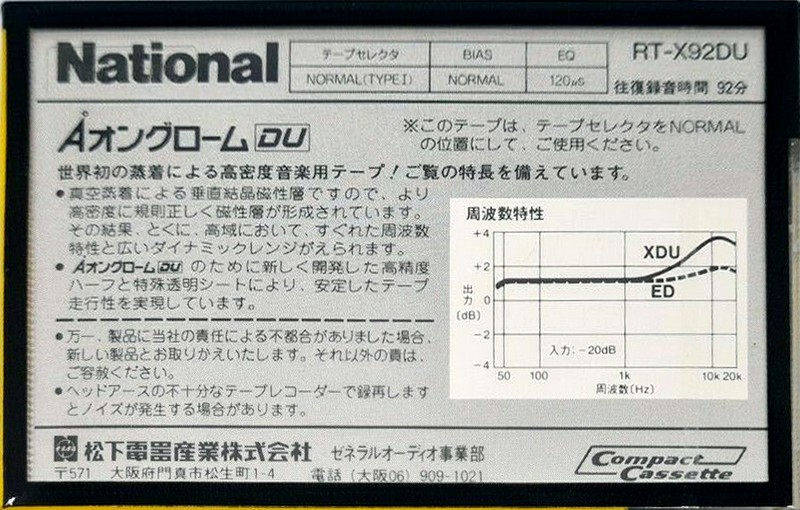 National
テープセレクタ BIAS EQ
NORMAL(TYPE I) NORMAL 120μS
RT-X92DU
往復録音時間 92分
Åオングローム DU
※このテープは、テープセレクタをNORMAL
の位置にして、ご使用ください。
世界初の蒸着による高密度音楽用テープ!ご覧の特長を備えています。
●真空蒸着による垂直結晶磁性層ですので、より
高密度に規則正しく磁性層が形成されています。
その結果、とくに、高域において、すぐれた周波数
特性と広いダイナミックレンジがえられます。
●Åオングローム DU のために新しく開発した高精度
ハーフと特殊透明シートにより、安定したテープ
走行性を実現しています。
●万一、製品に当社の責任による不都合がありました場合、
新しい製品とお取りかえいたします。それ以外の責は、
ご容赦ください。
●ヘッドアースの不十分なテープレコーダーで録再します
とノイズが発生する場合があります。
周波数特性
+4
+2
0
-2
-4
出力(dB)
XDU
ED
入力:-20dB
50 100 1k 10k 20k
周波数(Hz)
松下電器産業株式会社 ゼネラルオーディオ事業部
〒571 大阪府門真市松生町1-4 電話(大阪06)909-1021
Compact
Cassette